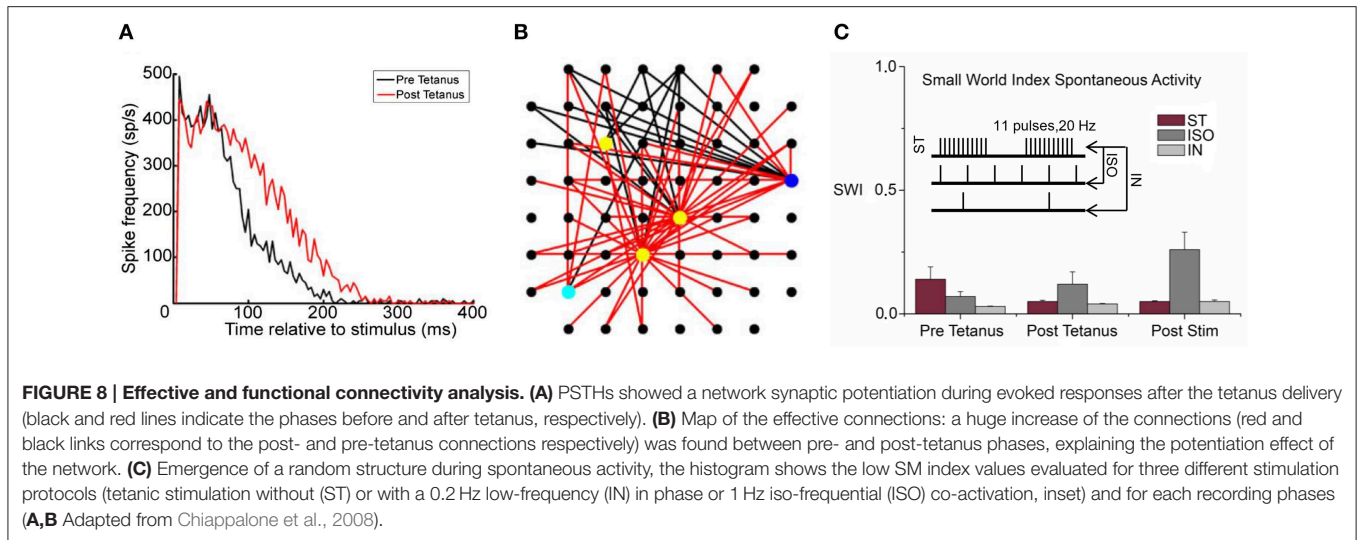 A
B
C
500
400
300
200
100
0
Spike frequency (sp/s)
Pre Tetanus
Post Tetanus
100
200
300
400
Time relative to stimulus (ms)
1.0
0.5
0.0
SWI
Small World Index Spontaneous Activity
ST
ISO
IN
11 pulses,20 Hz
ST
ISO
IN
Pre Tetanus
Post Tetanus
Post Stim
FIGURE 8 | Effective and functional connectivity analysis. (A) PSTHs showed a network synaptic potentiation during evoked responses after the tetanus delivery
(black and red lines indicate the phases before and after tetanus, respectively). (B) Map of the effective connections: a huge increase of the connections (red and
black links correspond to the post- and pre-tetanus connections respectively) was found between pre- and post-tetanus phases, explaining the potentiation effect of
the network. (C) Emergence of a random structure during spontaneous activity, the histogram shows the low SM index values evaluated for three different stimulation
protocols (tetanic stimulation without (ST) or with a 0.2 Hz low-frequency (IN) in phase or 1 Hz iso-frequential (ISO) co-activation, inset) and for each recording phases
(A,B Adapted from Chiappalone et al., 2008).